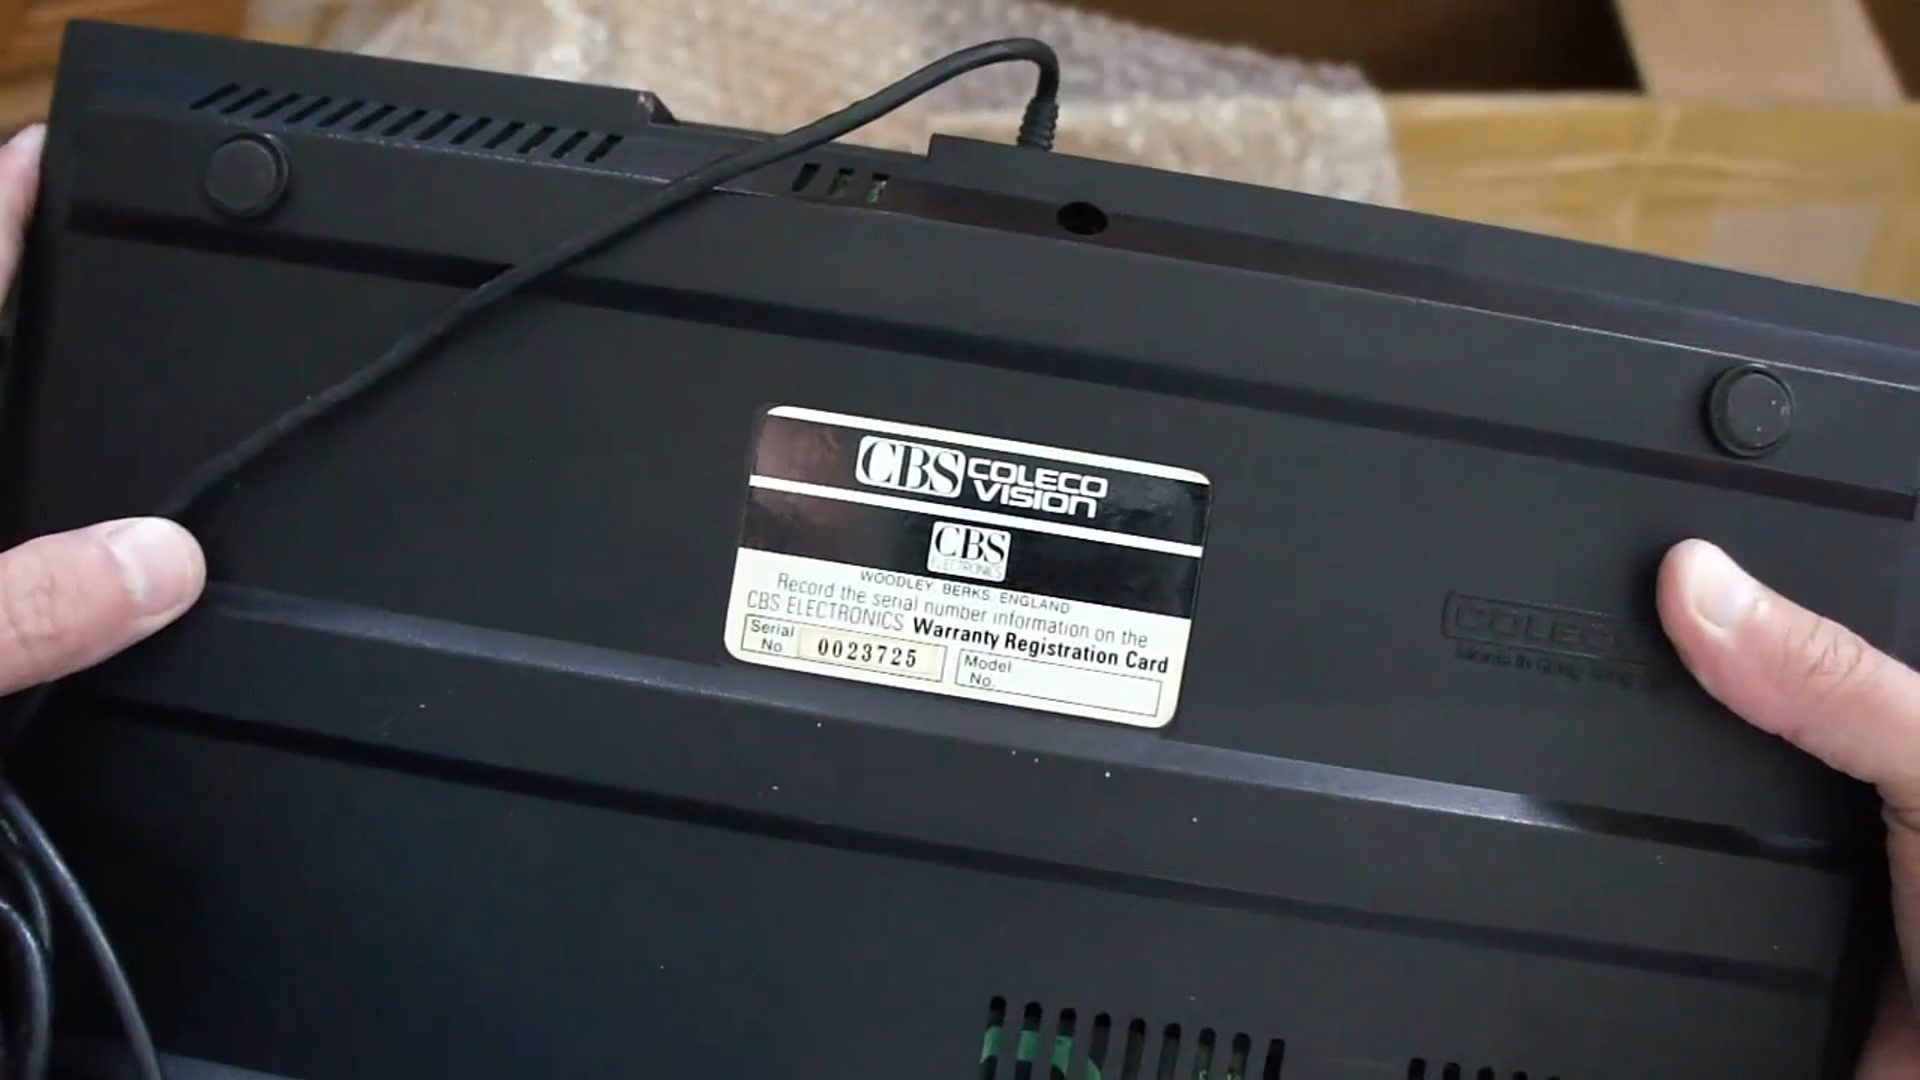 CBS COLECO
VISION
CBS
ELECTRONICS
WOODLEY, BERKS, ENGLAND
Record the serial number information on the
CBS ELECTRONICS Warranty Registration Card
Serial
No
0023725
Model
No.
COLEC